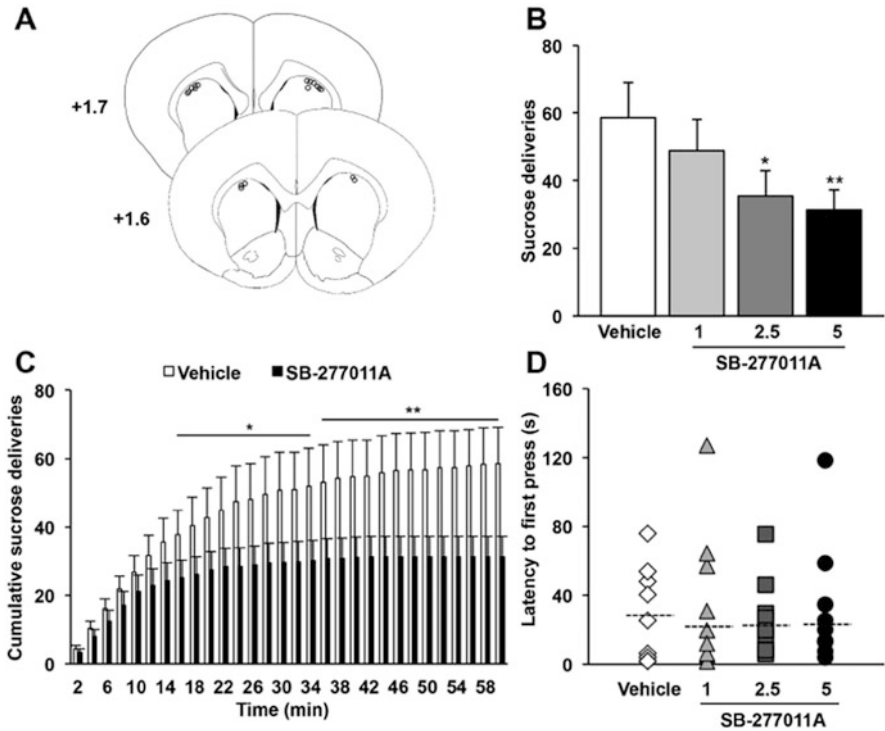 A
+1.7
+1.6
B
Sucrose deliveries
80
60
40
20
0
*
**
Vehicle 1 2.5 5
SB-277011A
C
Vehicle SB-277011A
Cumulative sucrose deliveries
80
60
40
20
0
*
**
2 6 10 14 18 22 26 30 34 38 42 46 50 54 58
Time (min)
D
Latency to first press (s)
160
120
80
40
0
Vehicle 1 2.5 5
SB-277011A